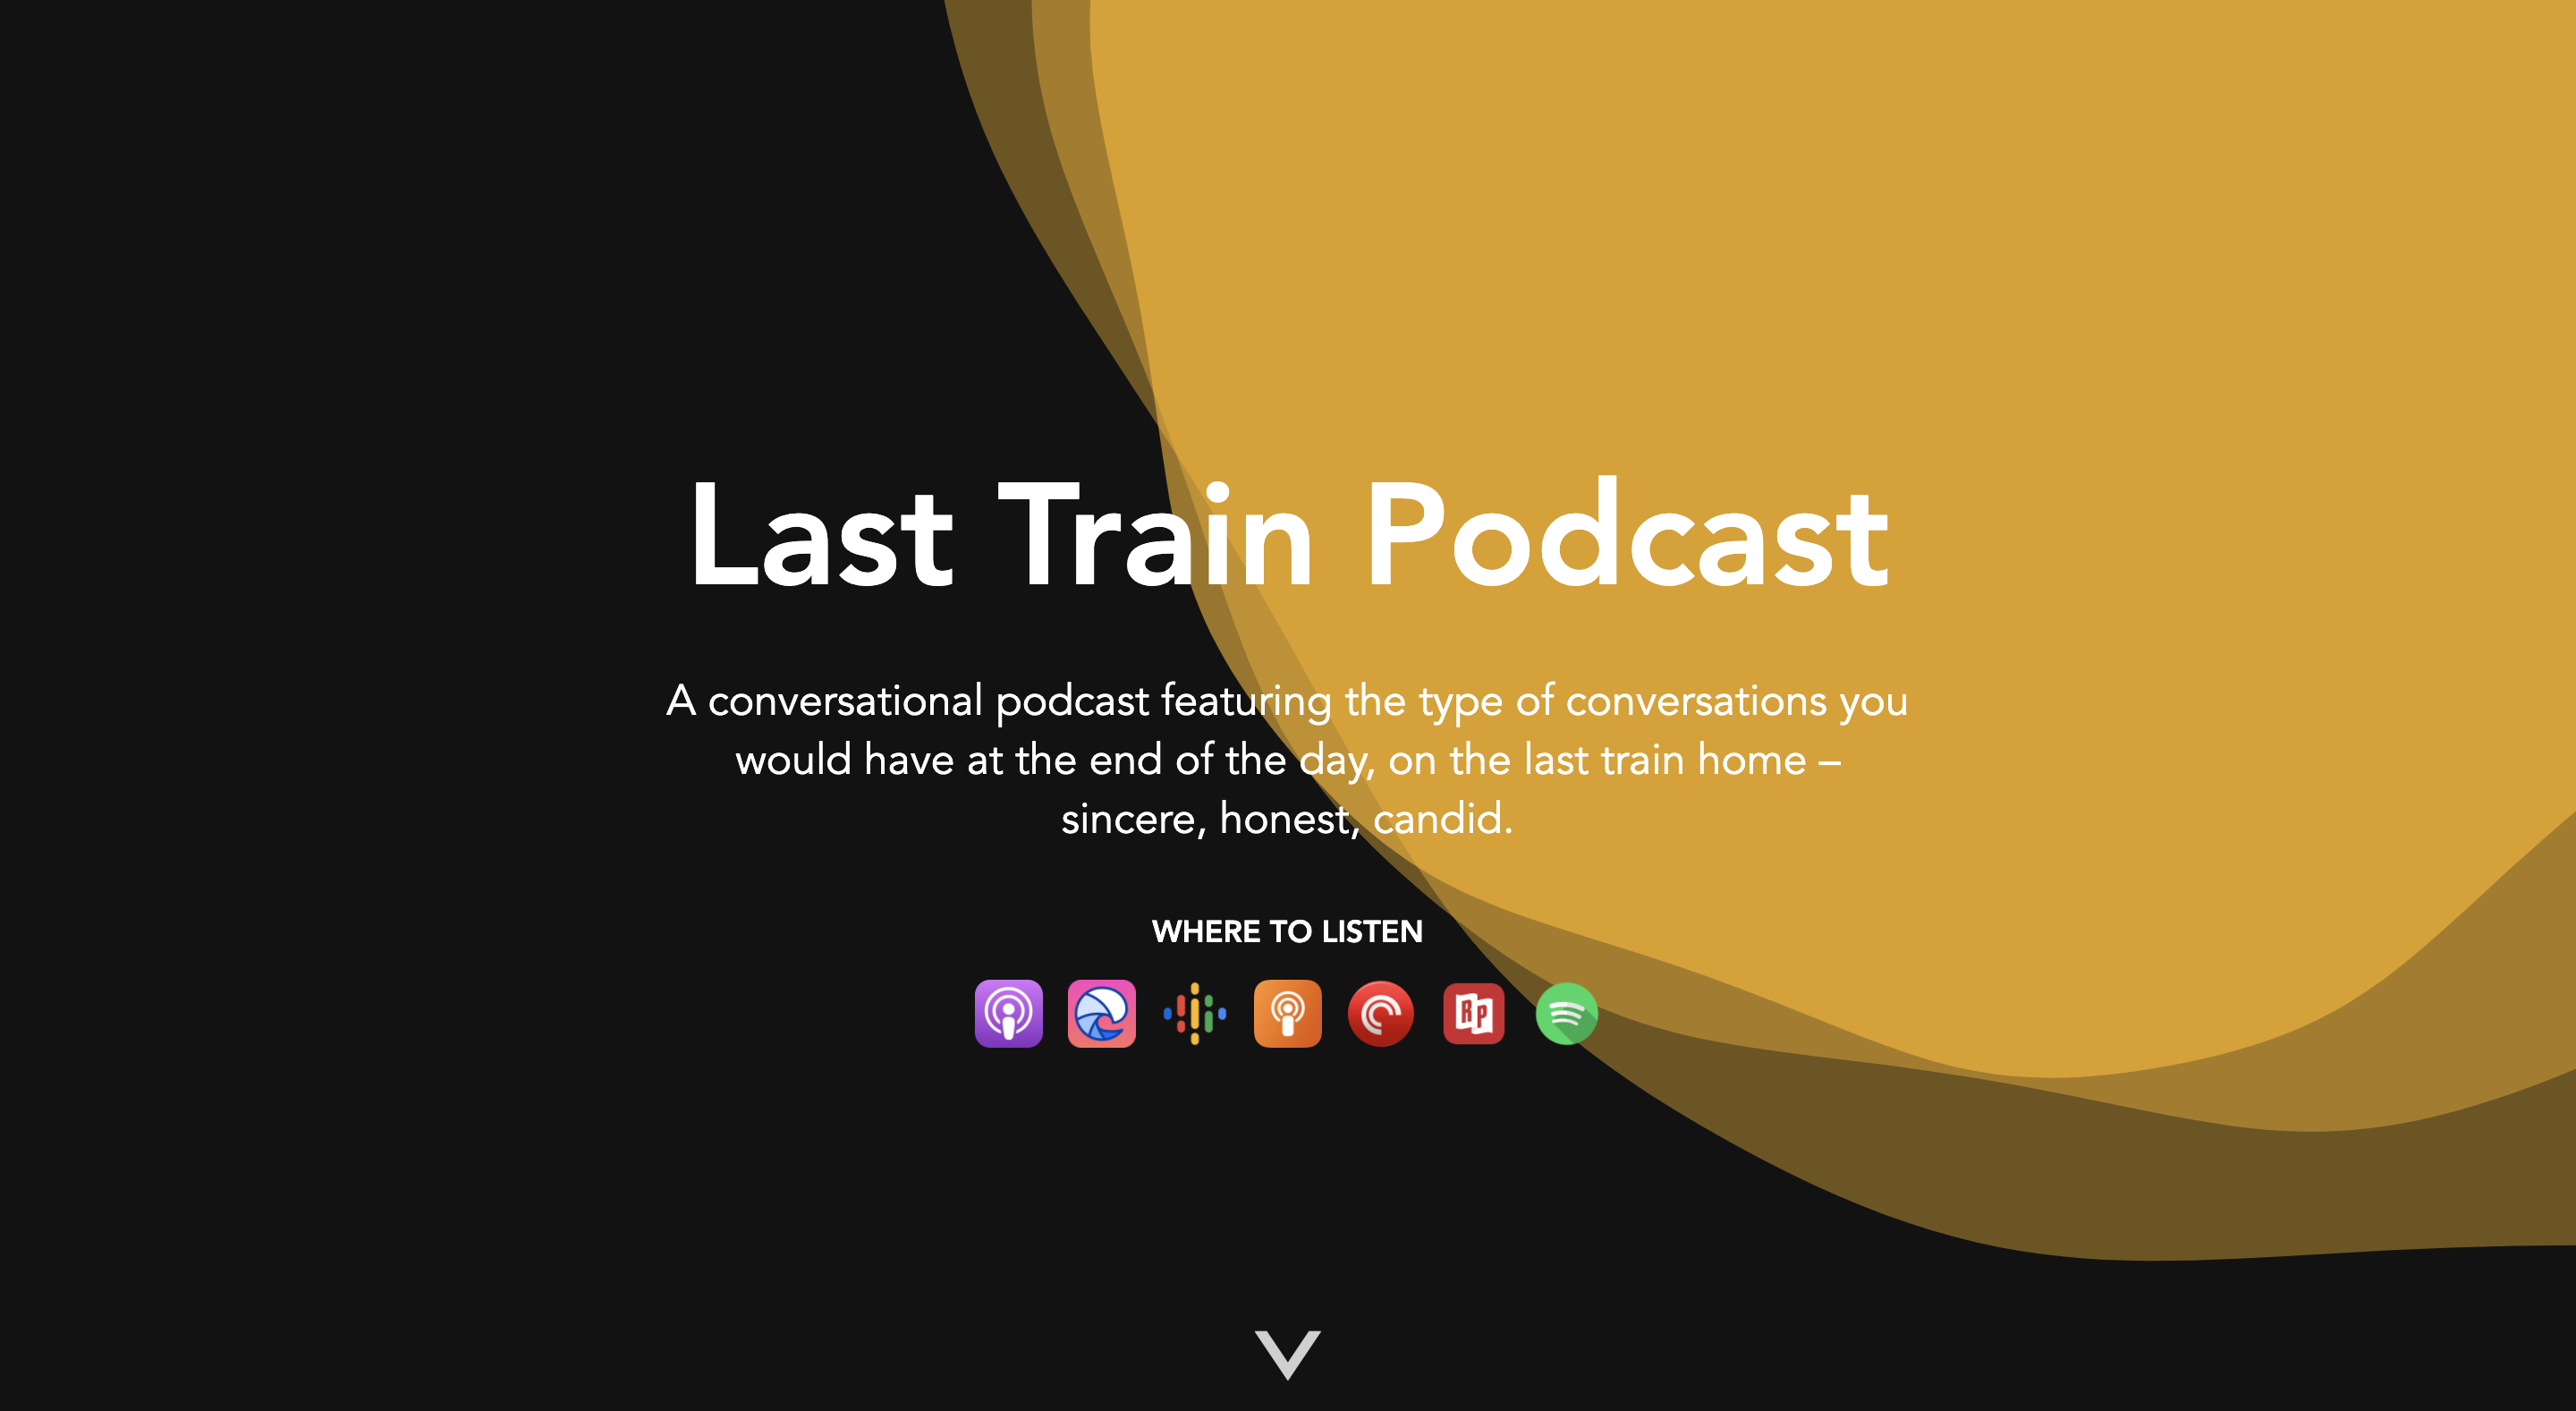 Last Train Podcast
A conversational podcast featuring the type of conversations you
would have at the end of the day, on the last train home –
sincere, honest, candid.
WHERE TO LISTEN
RP